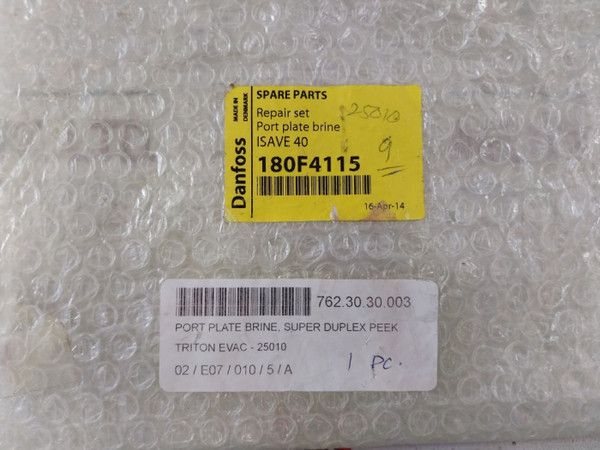 Danfoss
MADE IN
DENMARK
SPARE PARTS
Repair set
Port plate brine
ISAVE 40
180F4115
16-Apr-14
25010
9
762.30.30.003
PORT PLATE BRINE, SUPER DUPLEX PEEK
TRITON EVAC - 25010
02 / E07 / 010 / 5 / A
1 PC.